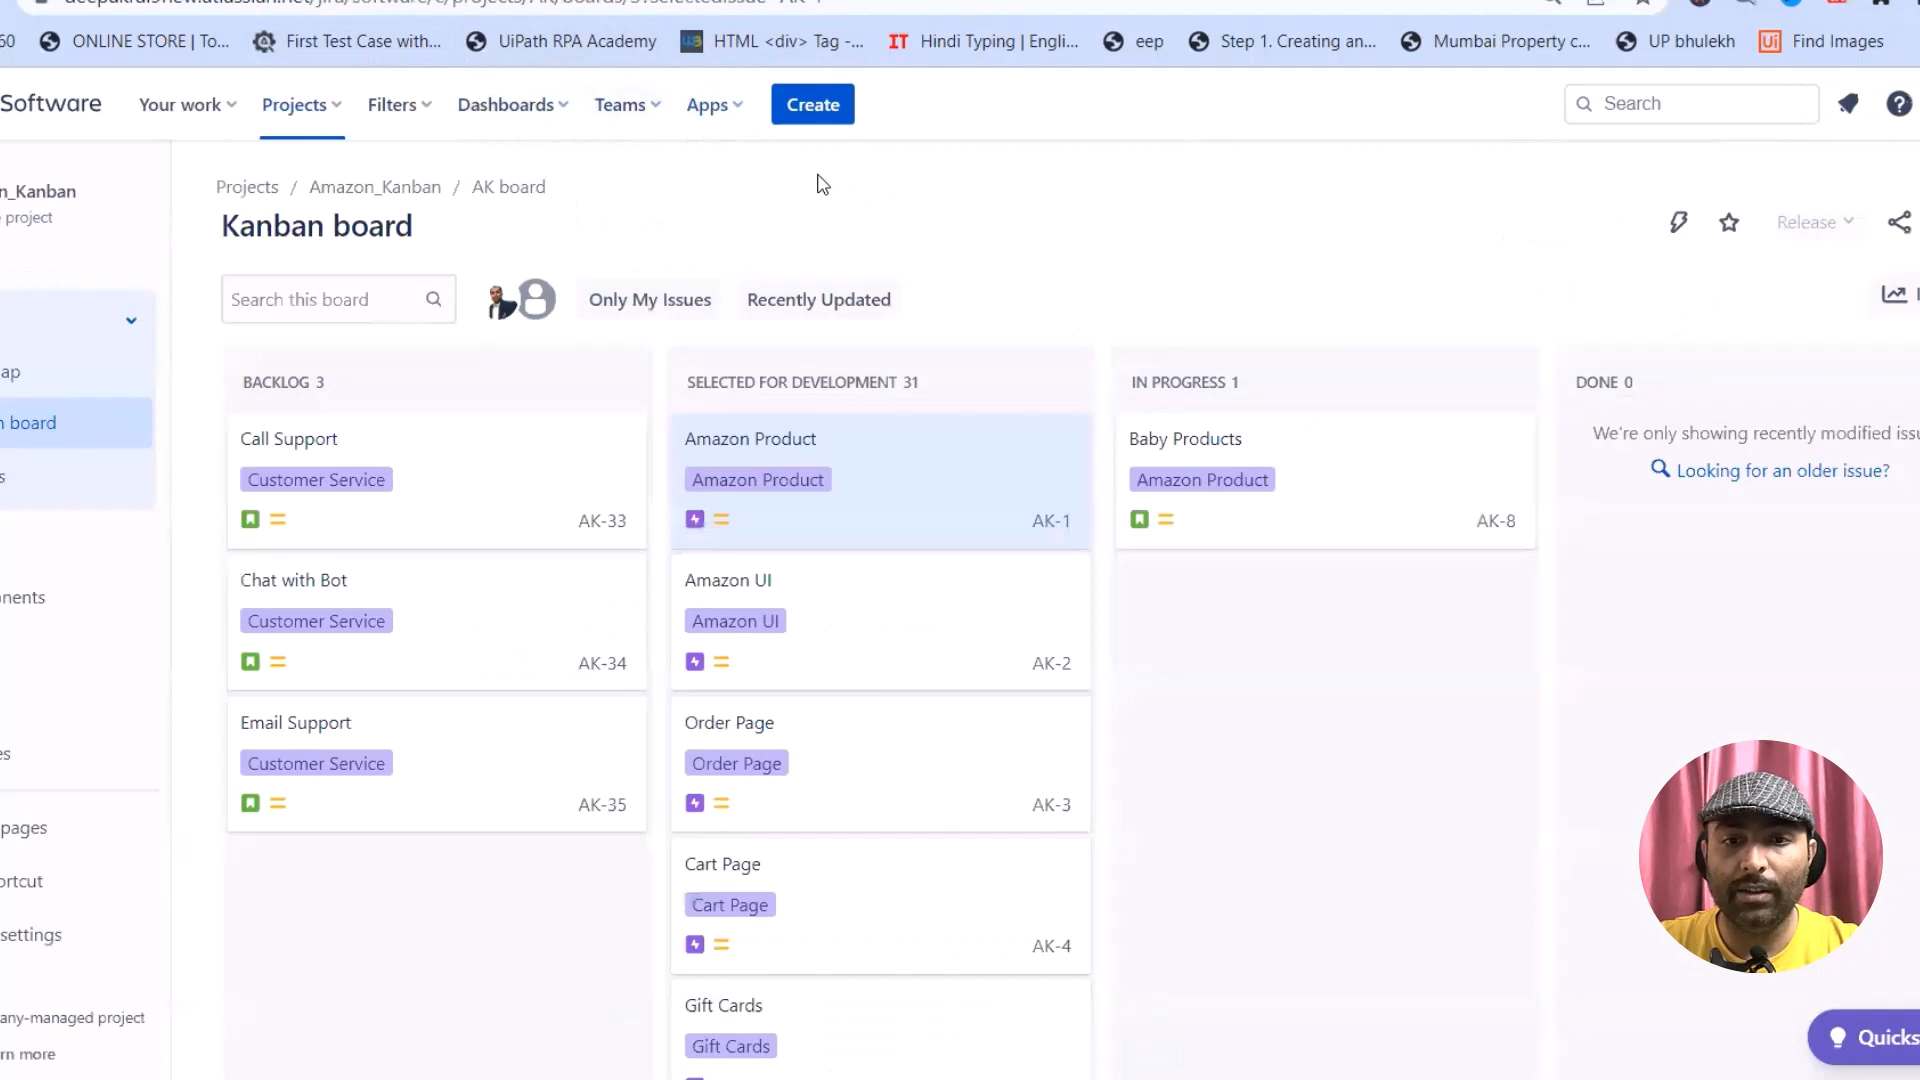 60 ONLINE STORE | To... First Test Case with... UiPath RPA Academy HTML <div> Tag -... IT Hindi Typing | Engli... eep Step 1. Creating an... Mumbai Property c... UP bhulekh Ui Find Images
Software Your work Projects Filters Dashboards Teams Apps Create Search
n_Kanban
project
Projects / Amazon_Kanban / AK board
Kanban board
Release
Search this board Only My Issues Recently Updated
ap
board
nents
es
pages
ortcut
settings
any-managed project
rn more
BACKLOG 3
Call Support
Customer Service
AK-33
Chat with Bot
Customer Service
AK-34
Email Support
Customer Service
AK-35
SELECTED FOR DEVELOPMENT 31
Amazon Product
Amazon Product
AK-1
Amazon UI
Amazon UI
AK-2
Order Page
Order Page
AK-3
Cart Page
Cart Page
AK-4
Gift Cards
Gift Cards
IN PROGRESS 1
Baby Products
Amazon Product
AK-8
DONE 0
We're only showing recently modified issu
Looking for an older issue?
Quicks